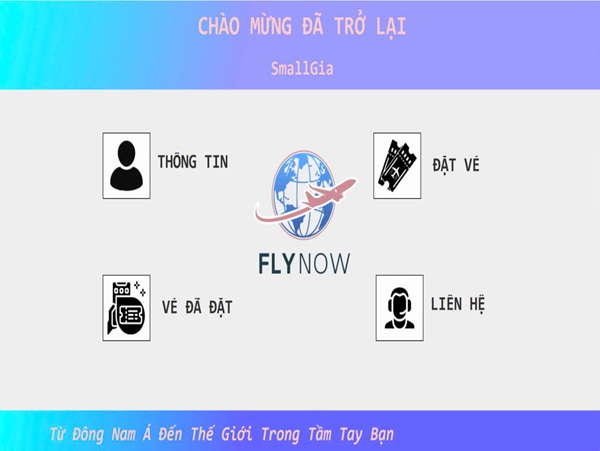 CHÀO MỪNG ĐÃ TRỞ LẠI
SmallGia
THÔNG TIN
ĐẶT VÉ
FLYNOW
VÉ ĐÃ ĐẶT
LIÊN HỆ
Từ Đông Nam Á Đến Thế Giới Trong Tầm Tay Bạn